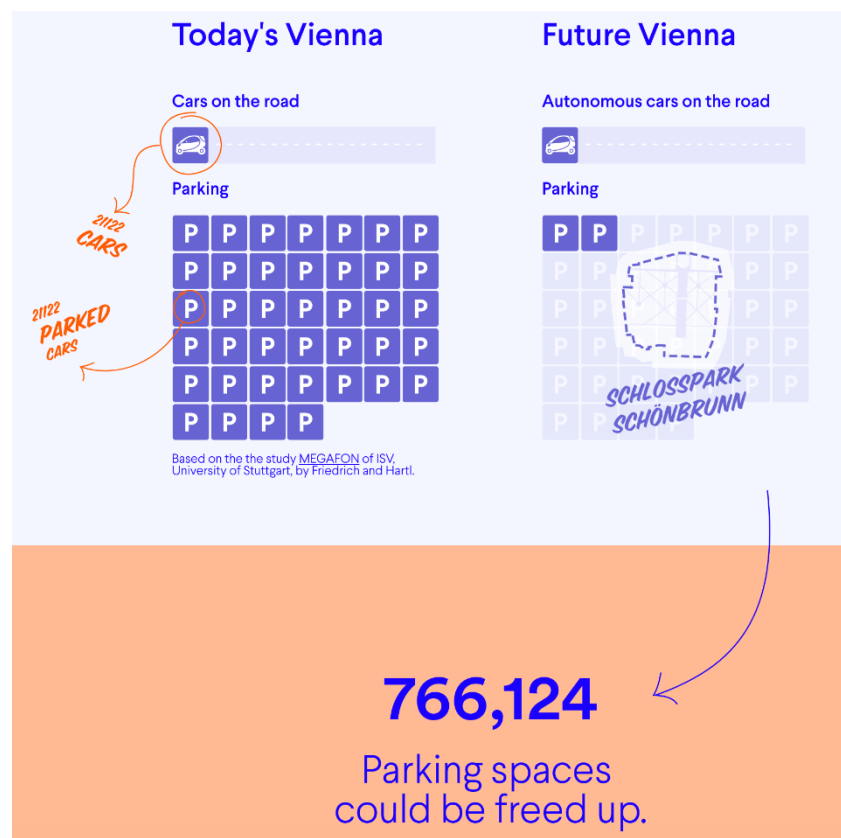 Today's Vienna
Cars on the road
21122
CARS
Parking
P P P P P P P
P P P P P P P
21122
PARKED
CARS
P P P P P P P
P P P P P P P
P P P P P P P
P P P P
Based on the the study MEGAFON of ISV,
University of Stuttgart, by Friedrich and Hartl.
Future Vienna
Autonomous cars on the road
Parking
P P P P P P P
P P P P
P P P P
P P P P
P P P
SCHLOSSPARK
SCHÖNBRUNN
P
766,124
Parking spaces
could be freed up.